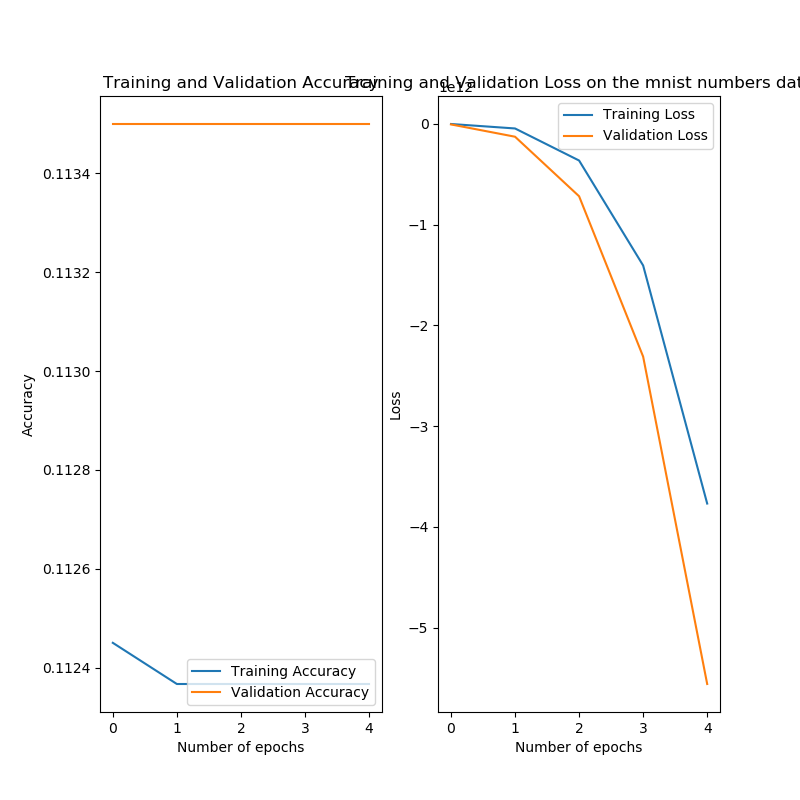 Training and Validation Accuracy
Training and Validation Loss on the mnist numbers dat
1e12
0.1134
0.1132
0.1130
0.1128
0.1126
0.1124
Accuracy
Training Accuracy
Validation Accuracy
0 1 2 3 4
Number of epochs
Training Loss
Validation Loss
0
−1
−2
−3
−4
−5
Loss
0 1 2 3 4
Number of epochs